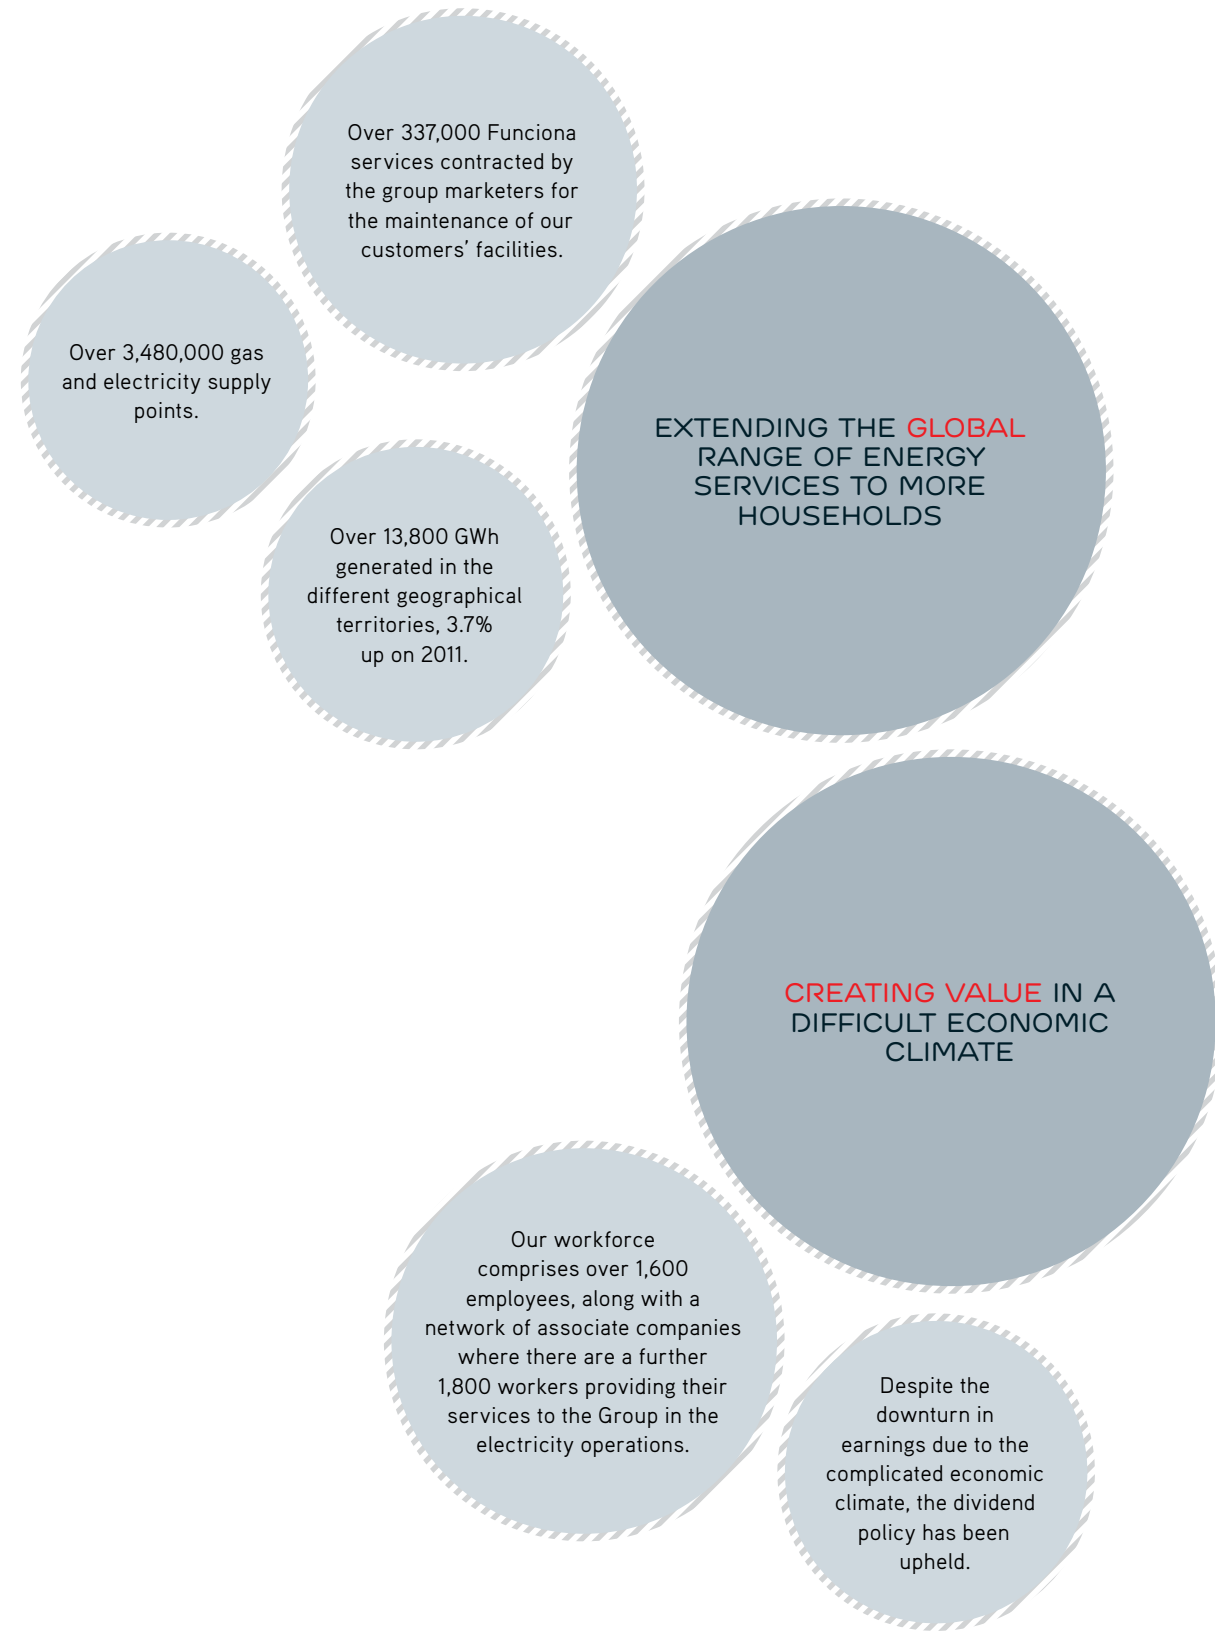 Over 337,000 Funciona
services contracted by
the group marketers for
the maintenance of our
customers’ facilities.
Over 3,480,000 gas
and electricity supply
points.
EXTENDING THE GLOBAL
RANGE OF ENERGY
SERVICES TO MORE
HOUSEHOLDS
Over 13,800 GWh
generated in the
different geographical
territories, 3.7%
up on 2011.
CREATING VALUE IN A
DIFFICULT ECONOMIC
CLIMATE
Our workforce
comprises over 1,600
employees, along with a
network of associate companies
where there are a further
1,800 workers providing their
services to the Group in the
electricity operations.
Despite the
downturn in
earnings due to the
complicated economic
climate, the dividend
policy has been
upheld.